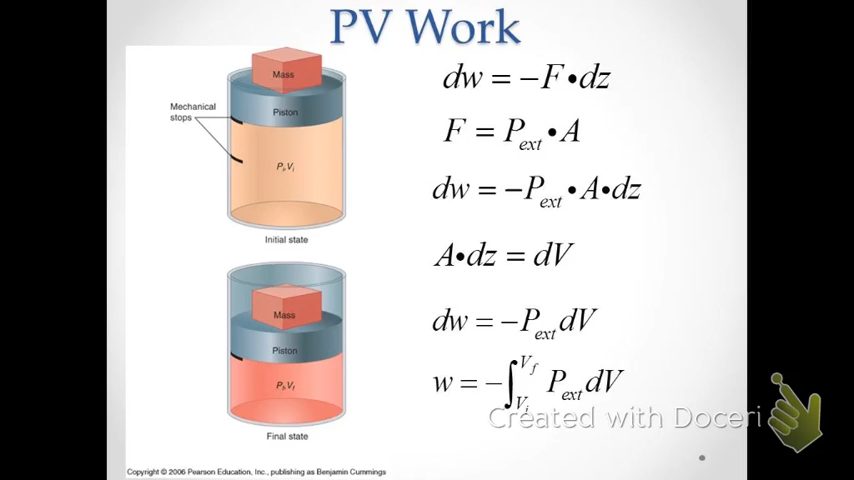 PV Work
Mass
Piston
Mechanical
stops
Pᵢ,Vᵢ
Initial state
Mass
Piston
P_f,V_f
Final state
dw = −F•dz
F = P_ext • A
dw = −P_ext • A•dz
A•dz = dV
dw = −P_ext dV
w = −∫_{V_i}^{V_f} P_ext dV
Created with Doceri
Copyright © 2006 Pearson Education, Inc., publishing as Benjamin Cummings